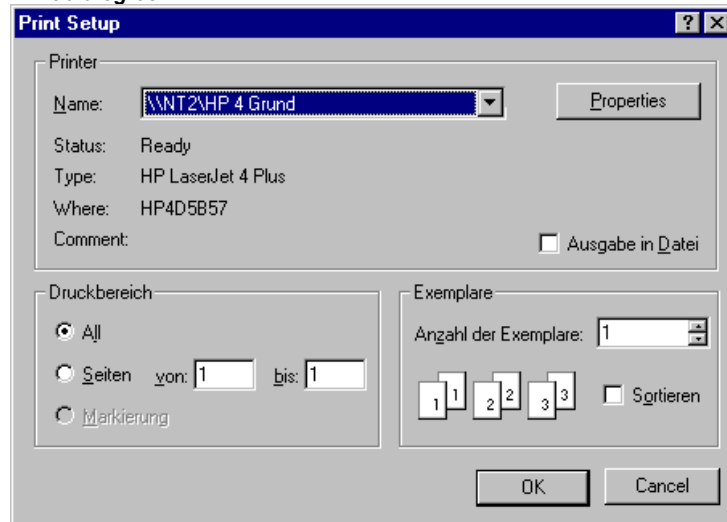 Print Setup
Printer
Name: \\NT2\HP 4 Grund Properties
Status: Ready
Type: HP LaserJet 4 Plus
Where: HP4D5B57
Comment: Ausgabe in Datei
Druckbereich
All
Seiten von: 1 bis: 1
Markierung
Exemplare
Anzahl der Exemplare: 1
1 1 2 2 3 3 Sortieren
OK Cancel